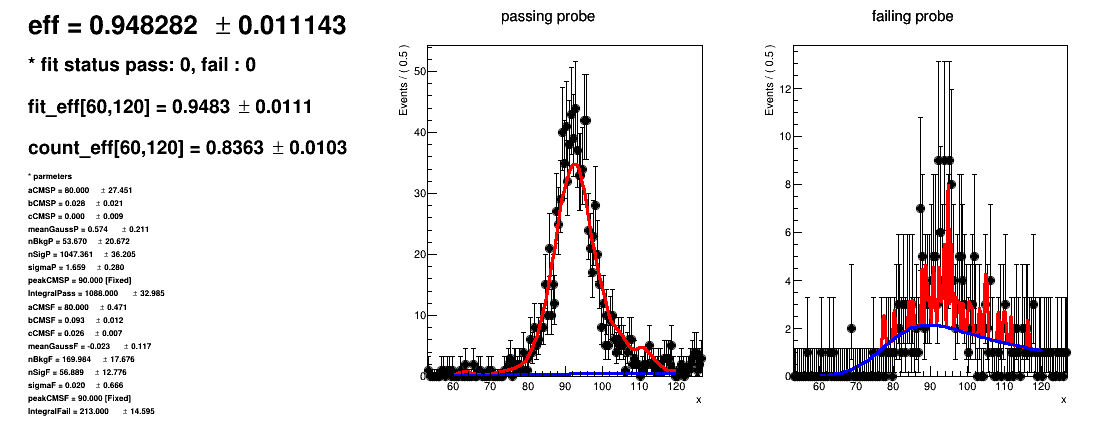 eff = 0.948282 ± 0.011143
* fit status pass: 0, fail : 0
fit_eff[60,120] = 0.9483 ± 0.0111
count_eff[60,120] = 0.8363 ± 0.0103
* parmeters
aCMSP = 80.000 ± 27.451
bCMSP = 0.028 ± 0.021
cCMSP = 0.000 ± 0.009
meanGaussP = 0.574 ± 0.211
nBkgP = 53.670 ± 20.672
nSigP = 1047.361 ± 36.205
sigmaP = 1.659 ± 0.280
peakCMSP = 90.000 [Fixed]
IntegralPass = 1088.000 ± 32.985
aCMSF = 80.000 ± 0.471
bCMSF = 0.093 ± 0.012
cCMSF = 0.026 ± 0.007
meanGaussF = -0.023 ± 0.117
nBkgF = 169.984 ± 17.676
nSigF = 56.889 ± 12.776
sigmaF = 0.020 ± 0.666
peakCMSF = 90.000 [Fixed]
IntegralFail = 213.000 ± 14.595
passing probe
Events / ( 0.5 )
50
40
30
20
10
0
60 70 80 90 100 110 120
x
failing probe
Events / ( 0.5 )
12
10
8
6
4
2
0
60 70 80 90 100 110 120
x